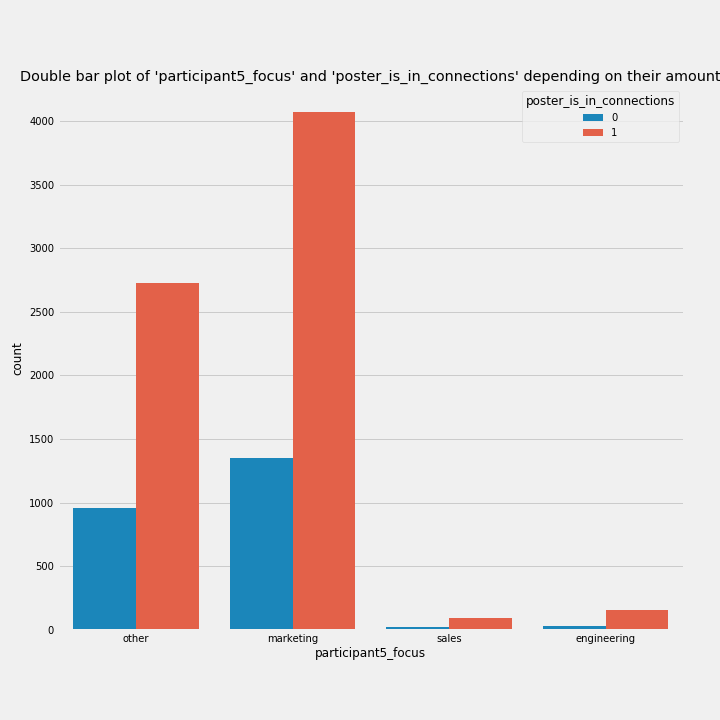 Double bar plot of 'participant5_focus' and 'poster_is_in_connections' depending on their amount
poster_is_in_connections
0
1
4000
3500
3000
2500
2000
1500
1000
500
0
count
other marketing sales engineering
participant5_focus